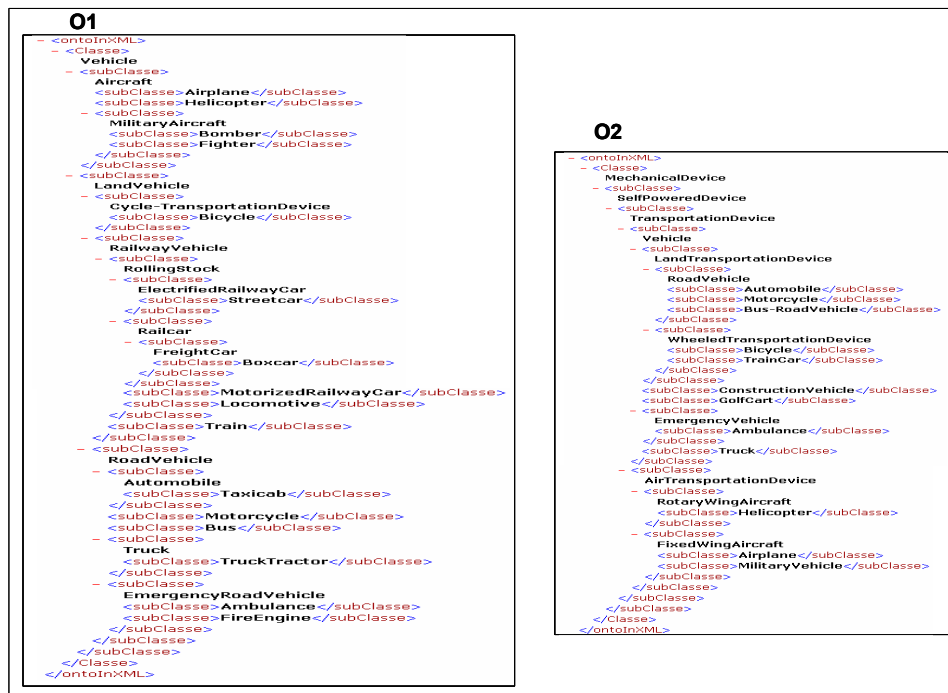 O1
− <ontoInXML>
− <Classe>
Vehicle
− <subClasse>
Aircraft
<subClasse>Airplane</subClasse>
<subClasse>Helicopter</subClasse>
− <subClasse>
MilitaryAircraft
<subClasse>Bomber</subClasse>
<subClasse>Fighter</subClasse>
</subClasse>
</subClasse>
− <subClasse>
LandVehicle
− <subClasse>
Cycle-TransportationDevice
<subClasse>Bicycle</subClasse>
</subClasse>
− <subClasse>
RailwayVehicle
− <subClasse>
RollingStock
− <subClasse>
ElectrifiedRailwayCar
<subClasse>Streetcar</subClasse>
</subClasse>
− <subClasse>
Railcar
− <subClasse>
FreightCar
<subClasse>Boxcar</subClasse>
</subClasse>
</subClasse>
<subClasse>MotorizedRailwayCar</subClasse>
<subClasse>Locomotive</subClasse>
</subClasse>
<subClasse>Train</subClasse>
</subClasse>
− <subClasse>
RoadVehicle
− <subClasse>
Automobile
<subClasse>Taxicab</subClasse>
</subClasse>
<subClasse>Motorcycle</subClasse>
<subClasse>Bus</subClasse>
− <subClasse>
Truck
<subClasse>TruckTractor</subClasse>
</subClasse>
− <subClasse>
EmergencyRoadVehicle
<subClasse>Ambulance</subClasse>
<subClasse>FireEngine</subClasse>
</subClasse>
</subClasse>
</subClasse>
</Classe>
</ontoInXML>
O2
− <ontoInXML>
− <Classe>
MechanicalDevice
− <subClasse>
SelfPoweredDevice
− <subClasse>
TransportationDevice
− <subClasse>
Vehicle
− <subClasse>
LandTransportationDevice
− <subClasse>
RoadVehicle
<subClasse>Automobile</subClasse>
<subClasse>Motorcycle</subClasse>
<subClasse>Bus-RoadVehicle</subClasse>
</subClasse>
− <subClasse>
WheeledTransportationDevice
<subClasse>Bicycle</subClasse>
<subClasse>TrainCar</subClasse>
</subClasse>
</subClasse>
<subClasse>ConstructionVehicle</subClasse>
<subClasse>GolfCart</subClasse>
− <subClasse>
EmergencyVehicle
<subClasse>Ambulance</subClasse>
</subClasse>
<subClasse>Truck</subClasse>
</subClasse>
− <subClasse>
AirTransportationDevice
− <subClasse>
RotaryWingAircraft
<subClasse>Helicopter</subClasse>
</subClasse>
− <subClasse>
FixedWingAircraft
<subClasse>Airplane</subClasse>
<subClasse>MilitaryVehicle</subClasse>
</subClasse>
</subClasse>
</subClasse>
</subClasse>
</Classe>
</ontoInXML>